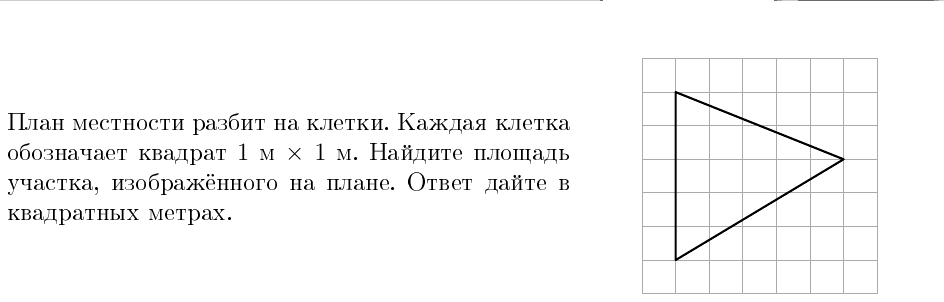 План местности разбит на клетки. Каждая клетка
обозначает квадрат 1 м × 1 м. Найдите площадь
участка, изображённого на плане. Ответ дайте в
квадратных метрах.